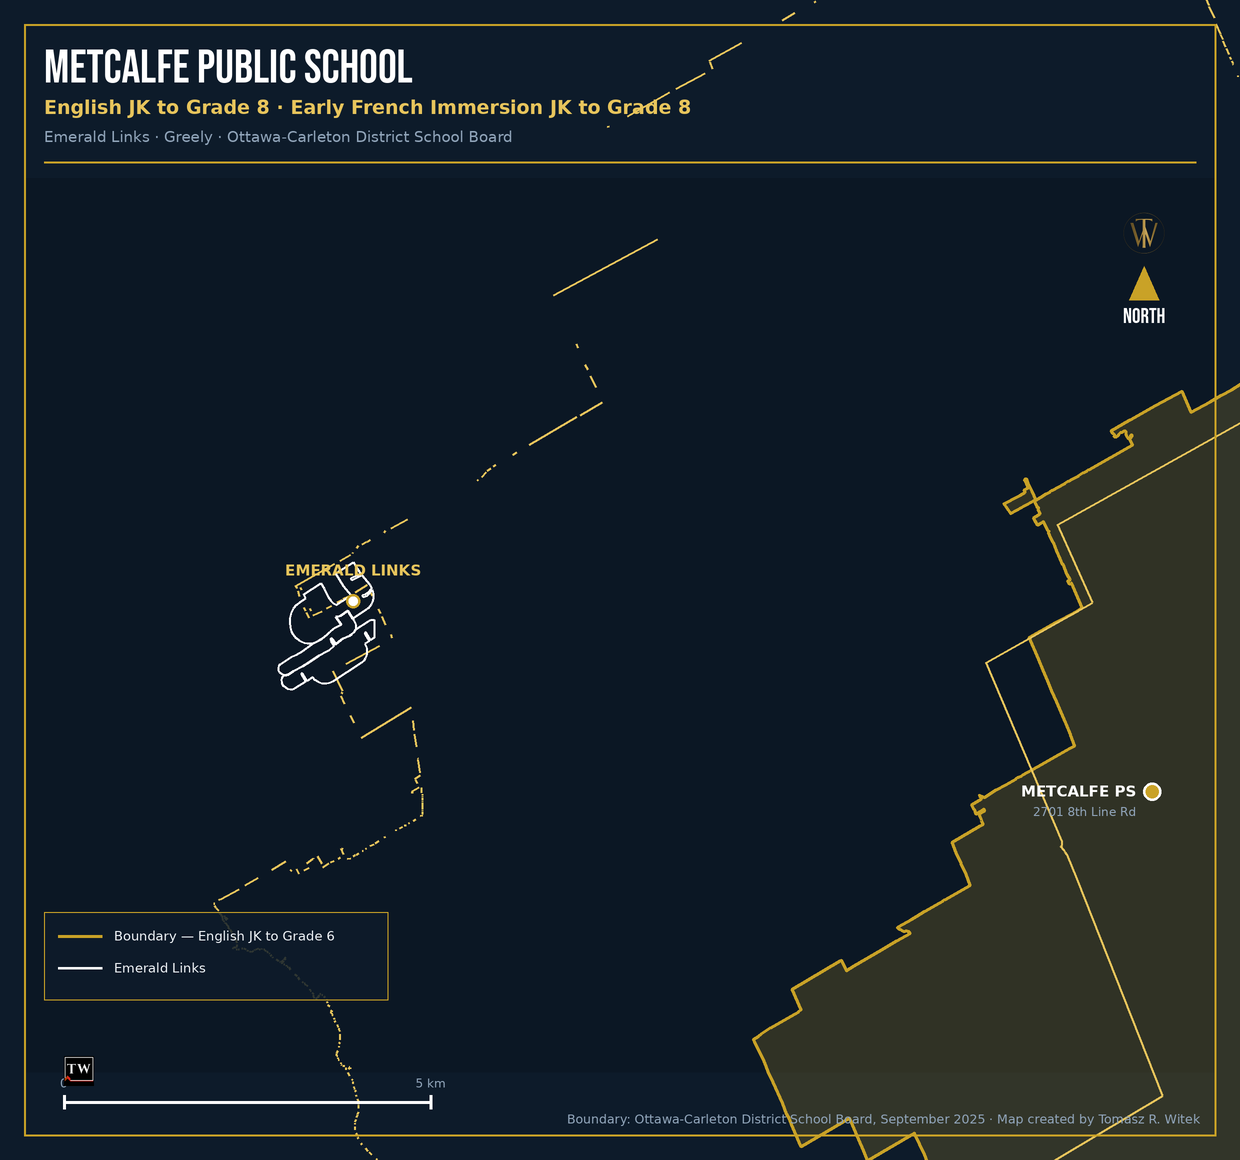 METCALFE PUBLIC SCHOOL
English JK to Grade 8 · Early French Immersion JK to Grade 8
Emerald Links · Greely · Ottawa-Carleton District School Board
TW
NORTH
EMERALD LINKS
METCALFE PS
2701 8th Line Rd
Boundary — English JK to Grade 6
Emerald Links
TW
0 5 km
Boundary: Ottawa-Carleton District School Board, September 2025 · Map created by Tomasz R. Witek